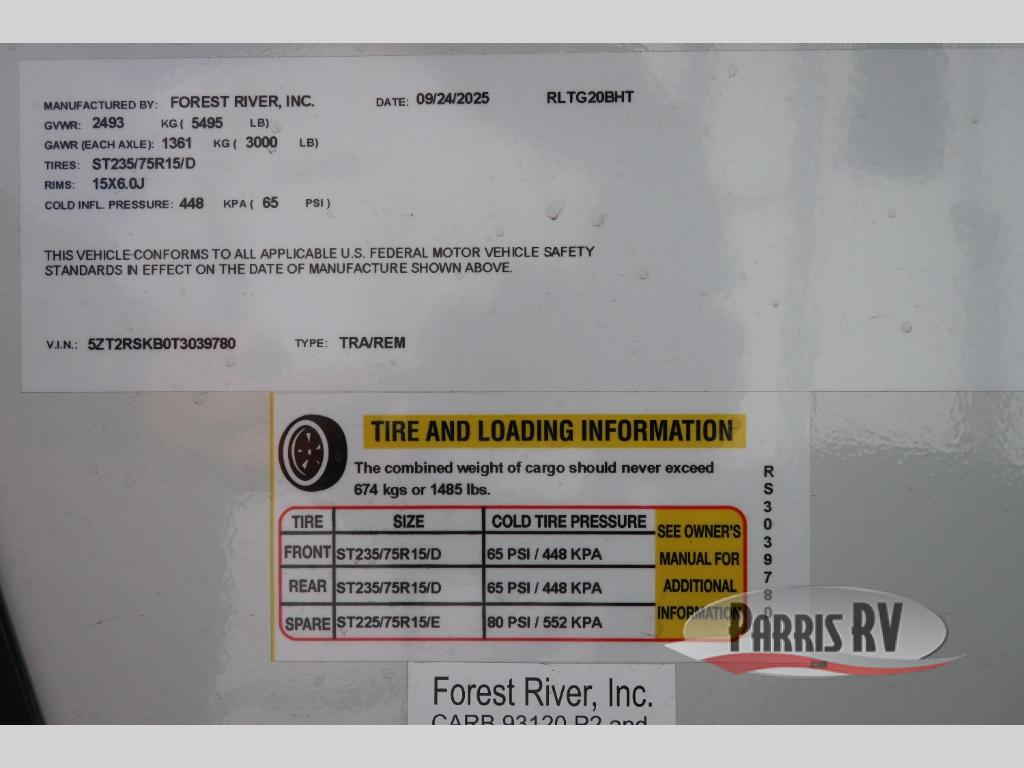 MANUFACTURED BY: FOREST RIVER, INC. DATE: 09/24/2025 RLTG20BHT
GVWR: 2493 KG ( 5495 LB)
GAWR (EACH AXLE): 1361 KG ( 3000 LB)
TIRES: ST235/75R15/D
RIMS: 15X6.0J
COLD INFL. PRESSURE: 448 KPA ( 65 PSI )
THIS VEHICLE CONFORMS TO ALL APPLICABLE U.S. FEDERAL MOTOR VEHICLE SAFETY
STANDARDS IN EFFECT ON THE DATE OF MANUFACTURE SHOWN ABOVE.
V.I.N.: 5ZT2RSKB0T3039780 TYPE: TRA/REM
TIRE AND LOADING INFORMATION
The combined weight of cargo should never exceed
674 kgs or 1485 lbs.
TIRE SIZE COLD TIRE PRESSURE
FRONT ST235/75R15/D 65 PSI / 448 KPA
REAR ST235/75R15/D 65 PSI / 448 KPA
SPARE ST225/75R15/E 80 PSI / 552 KPA
SEE OWNER'S
MANUAL FOR
ADDITIONAL
INFORMATION
RS3039780
PARRIS RV
.com
Forest River, Inc.
CARB 93120 P2 and